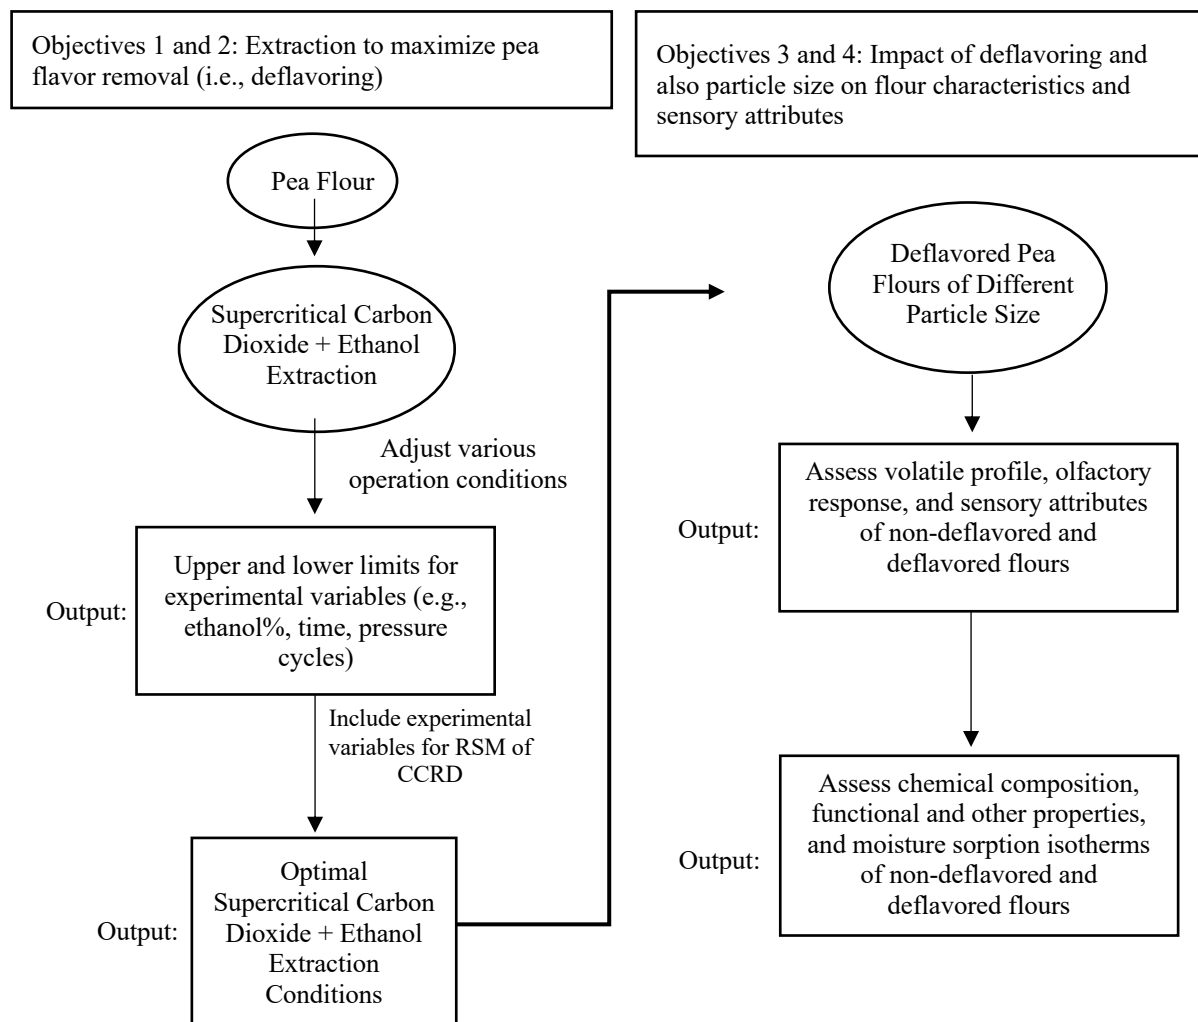 Objectives 1 and 2: Extraction to maximize pea
flavor removal (i.e., deflavoring)
Pea Flour
Supercritical Carbon
Dioxide + Ethanol
Extraction
Adjust various
operation conditions
Output:
Upper and lower limits for
experimental variables (e.g.,
ethanol%, time, pressure
cycles)
Include experimental
variables for RSM of
CCRD
Output:
Optimal
Supercritical Carbon
Dioxide + Ethanol
Extraction
Conditions
Objectives 3 and 4: Impact of deflavoring and
also particle size on flour characteristics and
sensory attributes
Deflavored Pea
Flours of Different
Particle Size
Output:
Assess volatile profile, olfactory
response, and sensory attributes
of non-deflavored and
deflavored flours
Output:
Assess chemical composition,
functional and other properties,
and moisture sorption isotherms
of non-deflavored and
deflavored flours